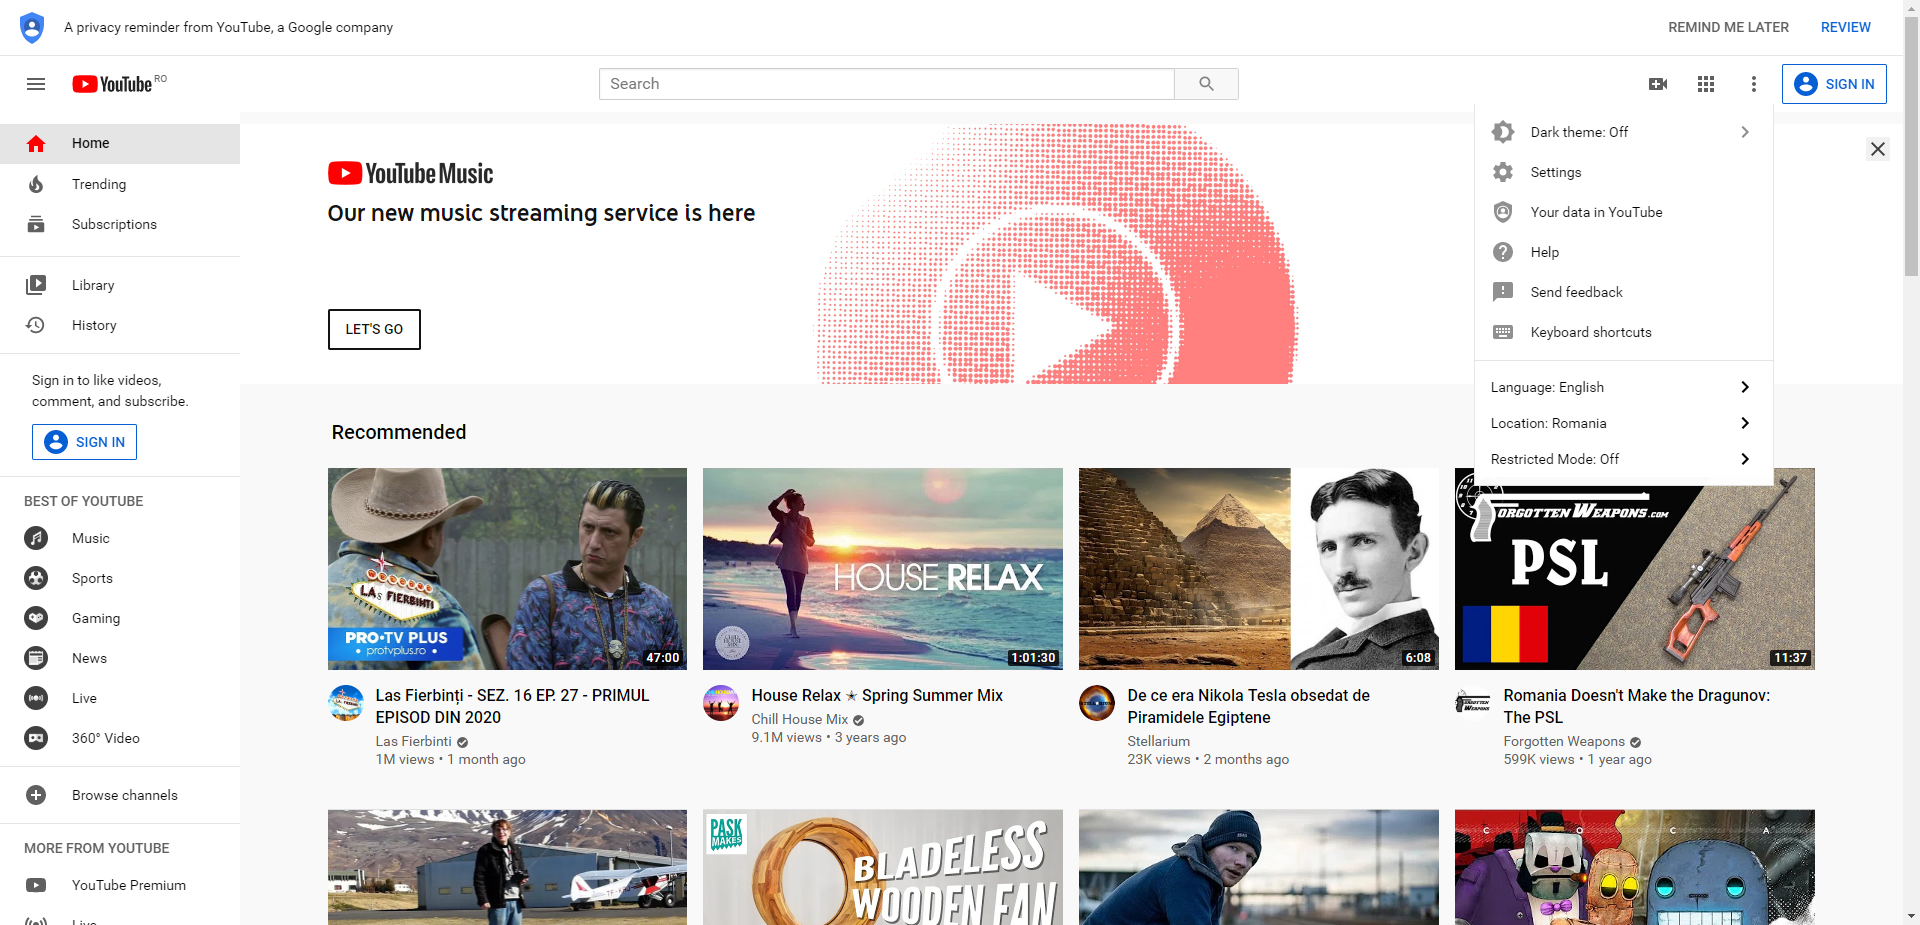 A privacy reminder from YouTube, a Google company
REMIND ME LATER
REVIEW
YouTube RO
Search
SIGN IN
Home
Trending
Subscriptions
Library
History
Sign in to like videos,
comment, and subscribe.
SIGN IN
BEST OF YOUTUBE
Music
Sports
Gaming
News
Live
360° Video
Browse channels
MORE FROM YOUTUBE
YouTube Premium
Live
YouTube Music
Our new music streaming service is here
LET'S GO
Dark theme: Off
Settings
Your data in YouTube
Help
Send feedback
Keyboard shortcuts
Language: English
Location: Romania
Restricted Mode: Off
Recommended
LAS FIERBINTI
PRO•TV PLUS
• protvplus.ro •
47:00
Las Fierbinți - SEZ. 16 EP. 27 - PRIMUL
EPISOD DIN 2020
Las Fierbinti
1M views • 1 month ago
HOUSE RELAX
CHILL HOUSE MIX
1:01:30
House Relax ✭ Spring Summer Mix
Chill House Mix
9.1M views • 3 years ago
6:08
De ce era Nikola Tesla obsedat de
Piramidele Egiptene
Stellarium
23K views • 2 months ago
FORGOTTEN WEAPONS.COM
PSL
11:37
Romania Doesn't Make the Dragunov:
The PSL
Forgotten Weapons
599K views • 1 year ago
PASK
MAKES
BLADELESS
WOODEN FAN
C O C A